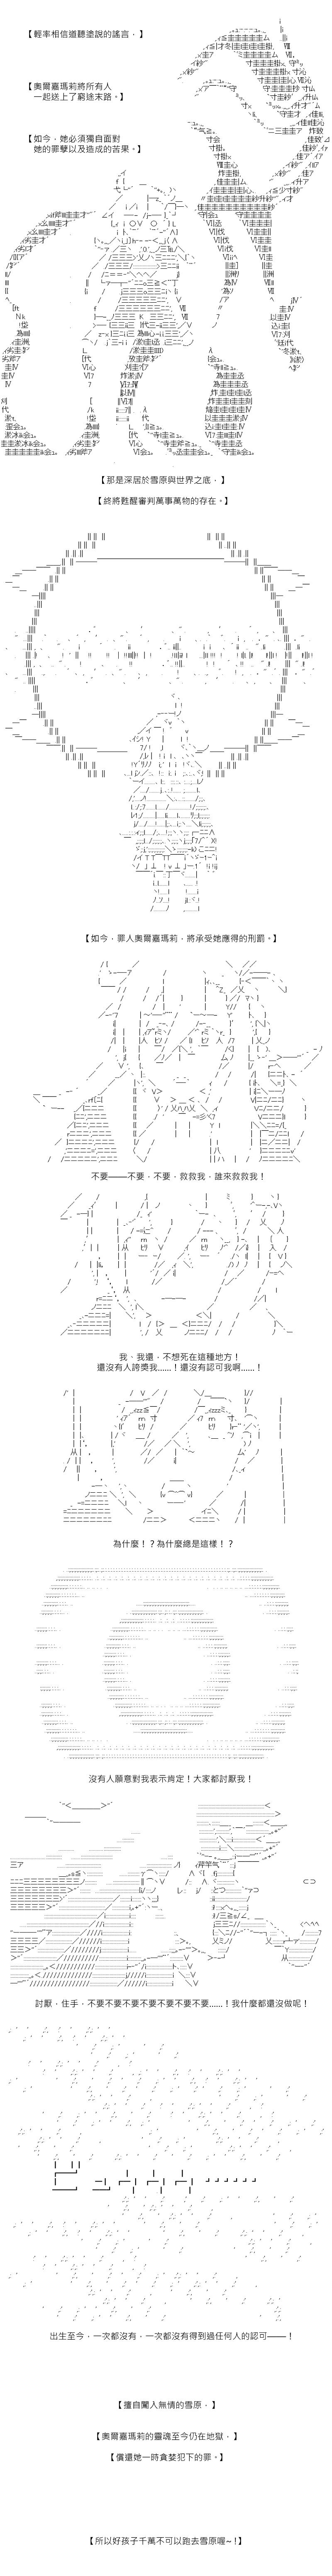 【輕率相信道聽塗說的謠言，】
【奧爾嘉瑪莉將所有人
一起送上了窮途末路。】
【如今，她必須獨自面對
她的罪孽以及造成的苦果。】
【那是深居於雪原與世界之底，】
【終將甦醒審判萬事萬物的存在。】
【如今，罪人奧爾嘉瑪莉，將承受她應得的刑罰。】
不要——不要，不要，救救我，誰來救救我！
我、我還，不想死在這種地方！
還沒有人誇獎我……！還沒有認可我啊……！
為什麼！？為什麼總是這樣！？
沒有人願意對我表示肯定！大家都討厭我！
討厭，住手，不要不要不要不要不要不要……！我什麼都還沒做呢！
出生至今，一次都沒有，一次都沒有得到過任何人的認可——！
【擅自闖入無情的雪原，】
【奧爾嘉瑪莉的靈魂至今仍在地獄，】
【償還她一時貪婪犯下的罪。】
【所以好孩子千萬不可以跑去雪原喔~！】